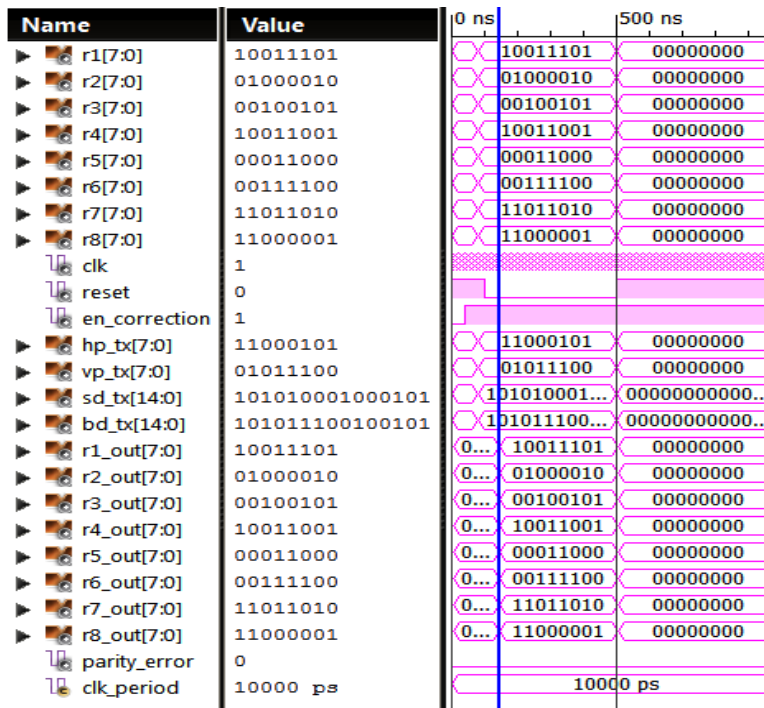 Name Value 0 ns 500 ns
r1[7:0] 10011101 10011101 00000000
r2[7:0] 01000010 01000010 00000000
r3[7:0] 00100101 00100101 00000000
r4[7:0] 10011001 10011001 00000000
r5[7:0] 00011000 00011000 00000000
r6[7:0] 00111100 00111100 00000000
r7[7:0] 11011010 11011010 00000000
r8[7:0] 11000001 11000001 00000000
clk 1
reset 0
en_correction 1
hp_tx[7:0] 11000101 11000101 00000000
vp_tx[7:0] 01011100 01011100 00000000
sd_tx[14:0] 101010001000101 101010001... 00000000000...
bd_tx[14:0] 101011100100101 101011100... 00000000000...
r1_out[7:0] 10011101 0... 10011101 00000000
r2_out[7:0] 01000010 0... 01000010 00000000
r3_out[7:0] 00100101 0... 00100101 00000000
r4_out[7:0] 10011001 0... 10011001 00000000
r5_out[7:0] 00011000 0... 00011000 00000000
r6_out[7:0] 00111100 0... 00111100 00000000
r7_out[7:0] 11011010 0... 11011010 00000000
r8_out[7:0] 11000001 0... 11000001 00000000
parity_error 0
clk_period 10000 ps 10000 ps